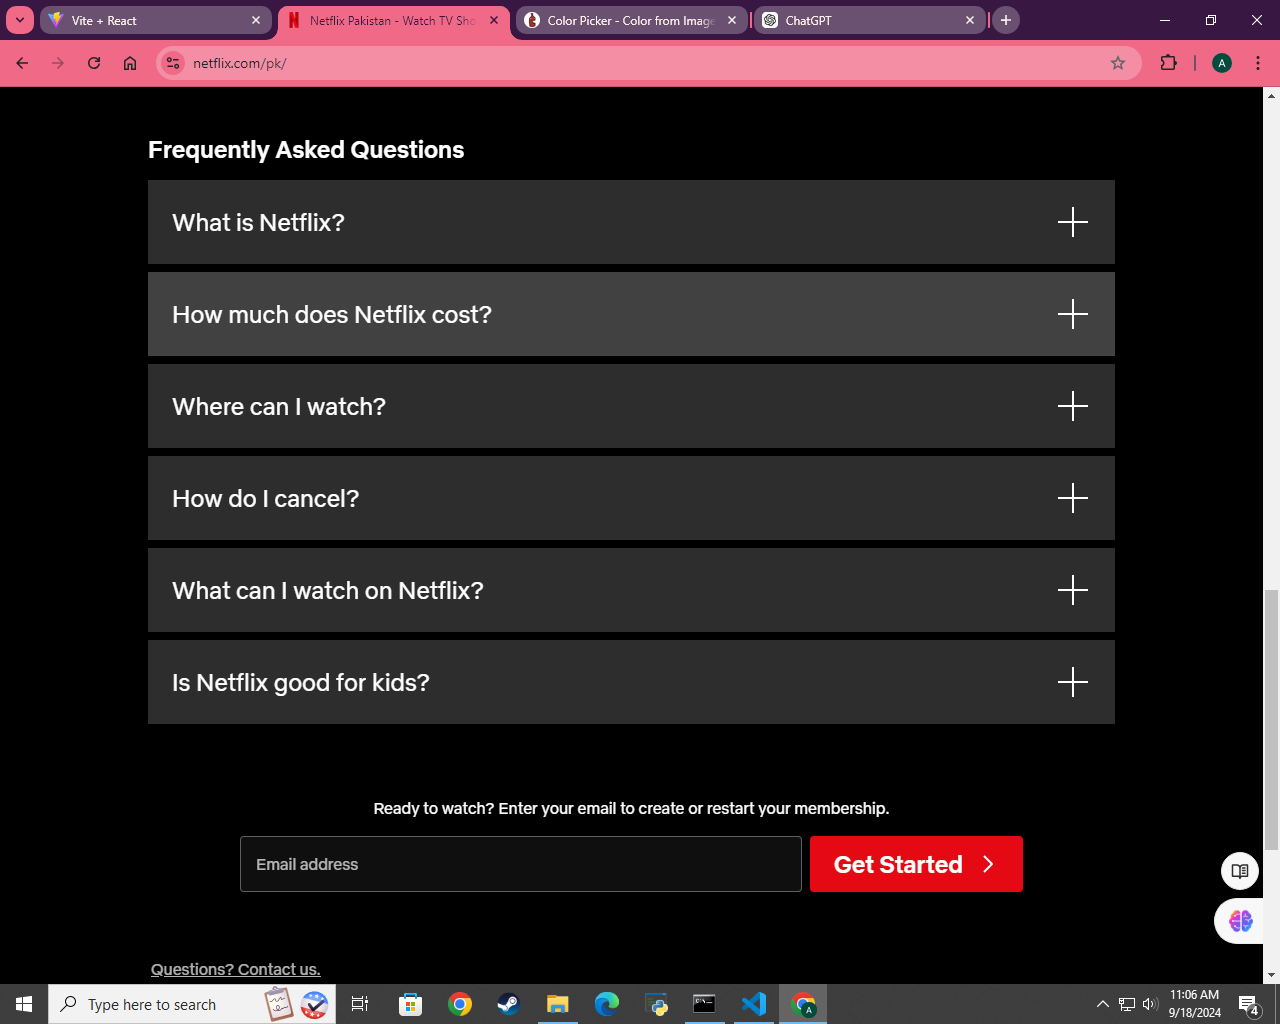 Vite + React
Netflix Pakistan - Watch TV Sho
Color Picker - Color from Image
ChatGPT
netflix.com/pk/
A
Frequently Asked Questions
What is Netflix?
How much does Netflix cost?
Where can I watch?
How do I cancel?
What can I watch on Netflix?
Is Netflix good for kids?
Ready to watch? Enter your email to create or restart your membership.
Email address
Get Started
Questions? Contact us.
Type here to search
A
11:06 AM
9/18/2024
4